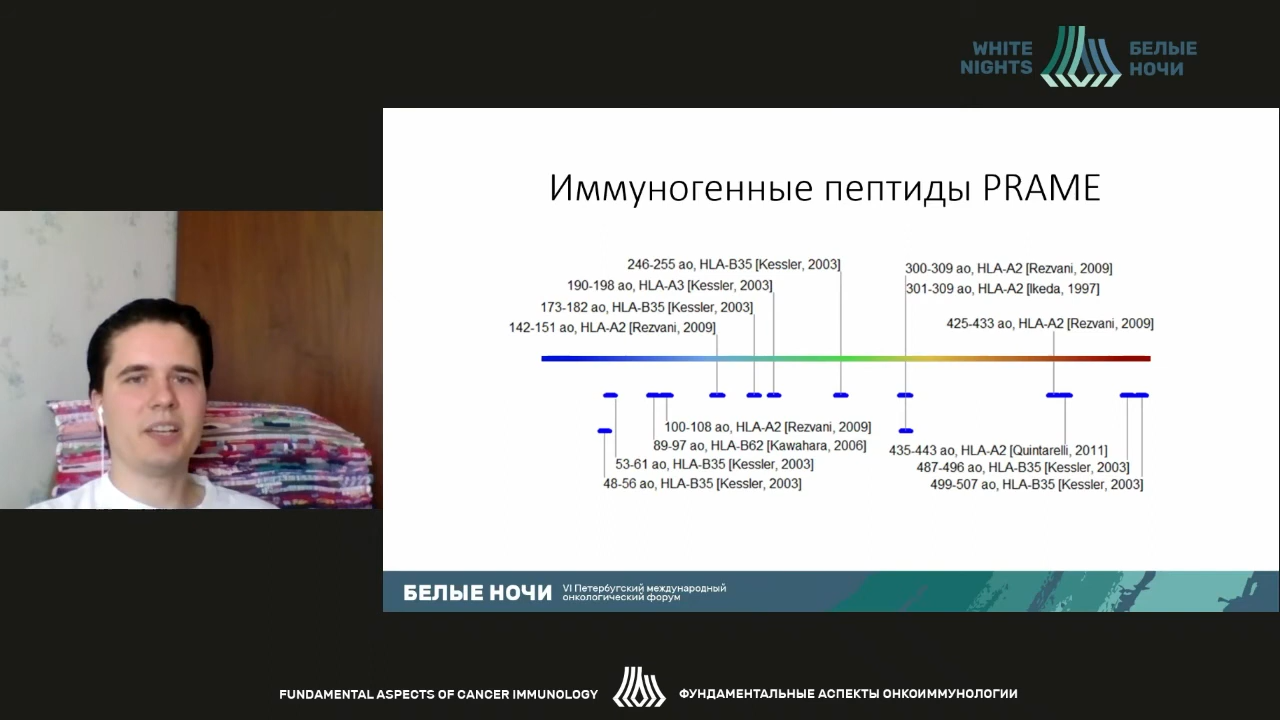 WHITE
NIGHTS
БЕЛЫЕ
НОЧИ
Иммуногенные пептиды PRAME
246-255 ао, HLA-B35 [Kessler, 2003]
190-198 ао, HLA-A3 [Kessler, 2003]
173-182 ао, HLA-B35 [Kessler, 2003]
142-151 ао, HLA-A2 [Rezvani, 2009]
300-309 ао, HLA-A2 [Rezvani, 2009]
301-309 ао, HLA-A2 [Ikeda, 1997]
425-433 ао, HLA-A2 [Rezvani, 2009]
100-108 ао, HLA-A2 [Rezvani, 2009]
89-97 ао, HLA-B62 [Kawahara, 2006]
53-61 ао, HLA-B35 [Kessler, 2003]
48-56 ао, HLA-B35 [Kessler, 2003]
435-443 ао, HLA-A2 [Quintarelli, 2011]
487-496 ао, HLA-B35 [Kessler, 2003]
499-507 ао, HLA-B35 [Kessler, 2003]
БЕЛЫЕ НОЧИ
VI Петербугский международный
онкологический форум
FUNDAMENTAL ASPECTS OF CANCER IMMUNOLOGY
ФУНДАМЕНТАЛЬНЫЕ АСПЕКТЫ ОНКОИММУНОЛОГИИ